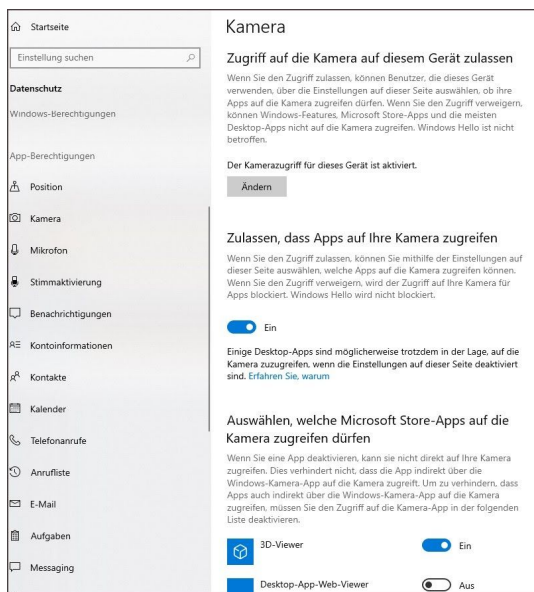 Startseite
Einstellung suchen
Datenschutz
Windows-Berechtigungen
App-Berechtigungen
Position
Kamera
Mikrofon
Stimmaktivierung
Benachrichtigungen
Kontoinformationen
Kontakte
Kalender
Telefonanrufe
Anrufliste
E-Mail
Aufgaben
Messaging
Kamera
Zugriff auf die Kamera auf diesem Gerät zulassen
Wenn Sie den Zugriff zulassen, können Benutzer, die dieses Gerät
verwenden, über die Einstellungen auf dieser Seite auswählen, ob ihre
Apps auf die Kamera zugreifen dürfen. Wenn Sie den Zugriff verweigern,
können Windows-Features, Microsoft Store-Apps und die meisten
Desktop-Apps nicht auf die Kamera zugreifen. Windows Hello ist nicht
betroffen.
Der Kamerazugriff für dieses Gerät ist aktiviert.
Ändern
Zulassen, dass Apps auf Ihre Kamera zugreifen
Wenn Sie den Zugriff zulassen, können Sie mithilfe der Einstellungen auf
dieser Seite auswählen, welche Apps auf die Kamera zugreifen können.
Wenn Sie den Zugriff verweigern, wird der Zugriff auf Ihre Kamera für
Apps blockiert. Windows Hello wird nicht blockiert.
Ein
Einige Desktop-Apps sind möglicherweise trotzdem in der Lage, auf die
Kamera zuzugreifen, wenn die Einstellungen auf dieser Seite deaktiviert
sind. Erfahren Sie, warum
Auswählen, welche Microsoft Store-Apps auf die
Kamera zugreifen dürfen
Wenn Sie eine App deaktivieren, kann sie nicht direkt auf Ihre Kamera
zugreifen. Dies verhindert nicht, dass die App indirekt über die
Windows-Kamera-App auf die Kamera zugreift. Um zu verhindern, dass
Apps auch indirekt über die Windows-Kamera-App auf die Kamera
zugreifen, müssen Sie den Zugriff auf die Kamera-App in der folgenden
Liste deaktivieren.
3D-Viewer Ein
Desktop-App-Web-Viewer Aus